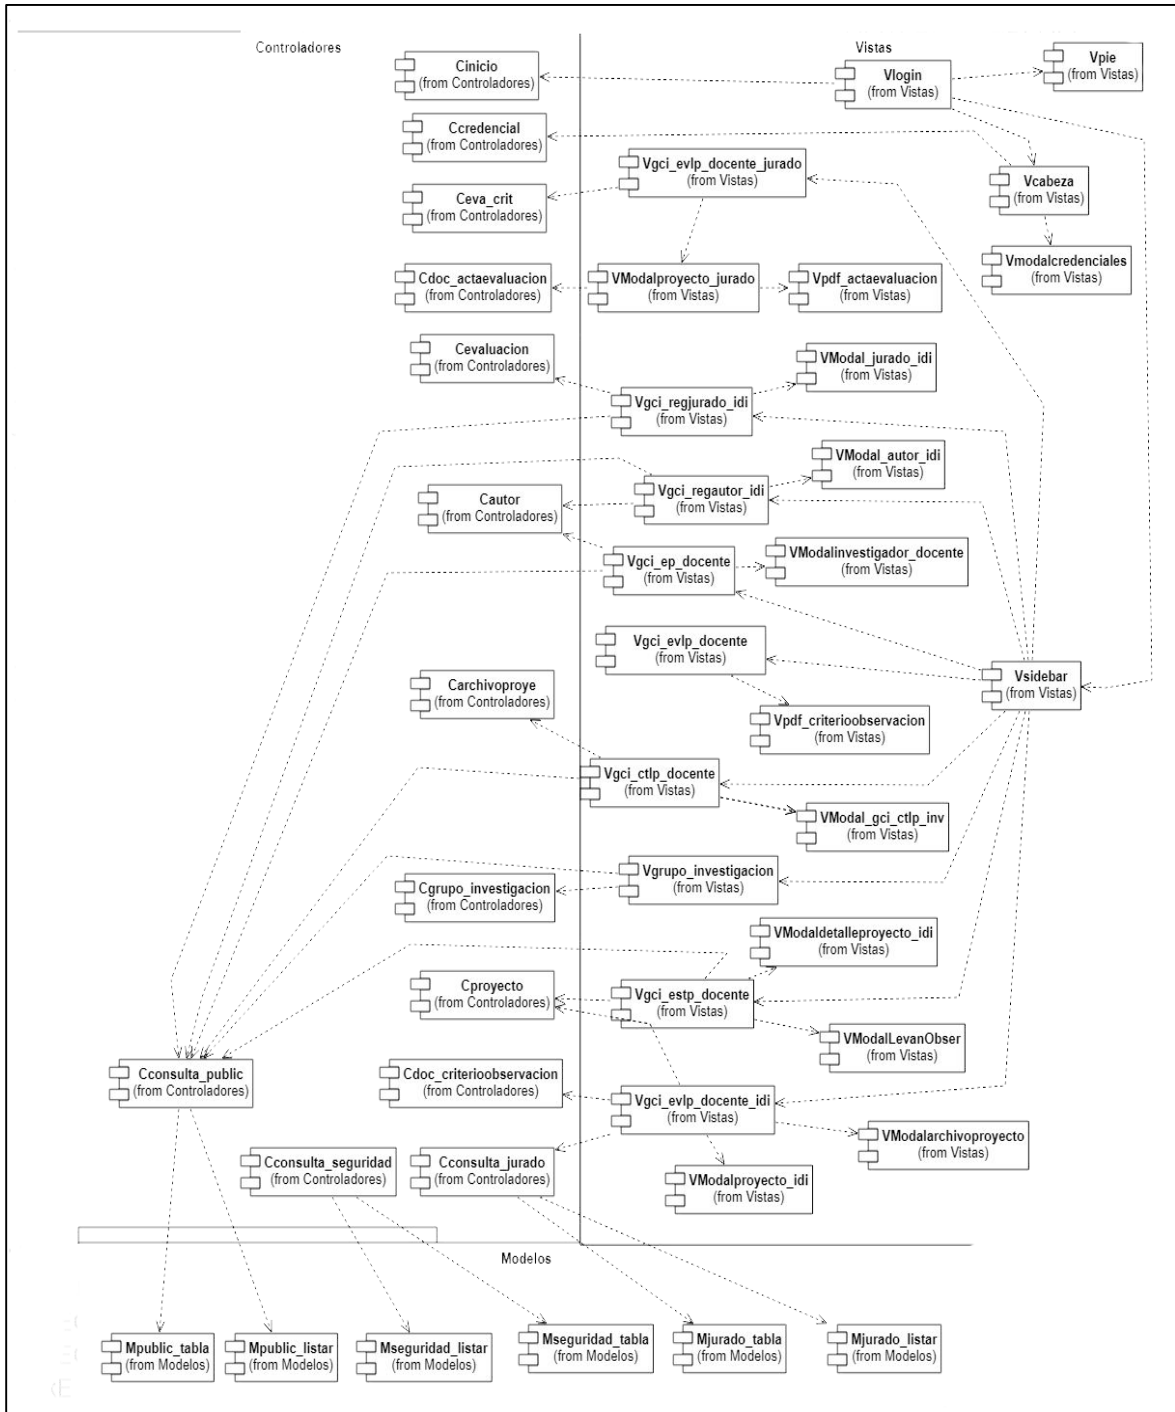 Controladores
Vistas
Cinicio
(from Controladores)
Vlogin
(from Vistas)
Vpie
(from Vistas)
Ccredencial
(from Controladores)
Vgci_evlp_docente_jurado
(from Vistas)
Vcabeza
(from Vistas)
Ceva_crit
(from Controladores)
Vmodalcredenciales
(from Vistas)
Cdoc_actaevaluacion
(from Controladores)
VModalproyecto_jurado
(from Vistas)
Vpdf_actaevaluacion
(from Vistas)
Cevaluacion
(from Controladores)
VModal_jurado_idi
(from Vistas)
Vgci_regjurado_idi
(from Vistas)
VModal_autor_idi
(from Vistas)
Cautor
(from Controladores)
Vgci_regautor_idi
(from Vistas)
Vgci_ep_docente
(from Vistas)
VModalinvestigador_docente
(from Vistas)
Vgci_evlp_docente
(from Vistas)
Vsidebar
(from Vistas)
Carchivoproye
(from Controladores)
Vpdf_criterioobservacion
(from Vistas)
Vgci_ctlp_docente
(from Vistas)
VModal_gci_ctlp_inv
(from Vistas)
Cgrupo_investigacion
(from Controladores)
Vgrupo_investigacion
(from Vistas)
VModaldetalleproyecto_idi
(from Vistas)
Cproyecto
(from Controladores)
Vgci_estp_docente
(from Vistas)
VModalLevanObser
(from Vistas)
Cconsulta_public
(from Controladores)
Cdoc_criterioobservacion
(from Controladores)
Vgci_evlp_docente_idi
(from Vistas)
VModalarchivoproyecto
(from Vistas)
Cconsulta_seguridad
(from Controladores)
Cconsulta_jurado
(from Controladores)
VModalproyecto_idi
(from Vistas)
Modelos
Mpublic_tabla
(from Modelos)
Mpublic_listar
(from Modelos)
Mseguridad_listar
(from Modelos)
Mseguridad_tabla
(from Modelos)
Mjurado_tabla
(from Modelos)
Mjurado_listar
(from Modelos)